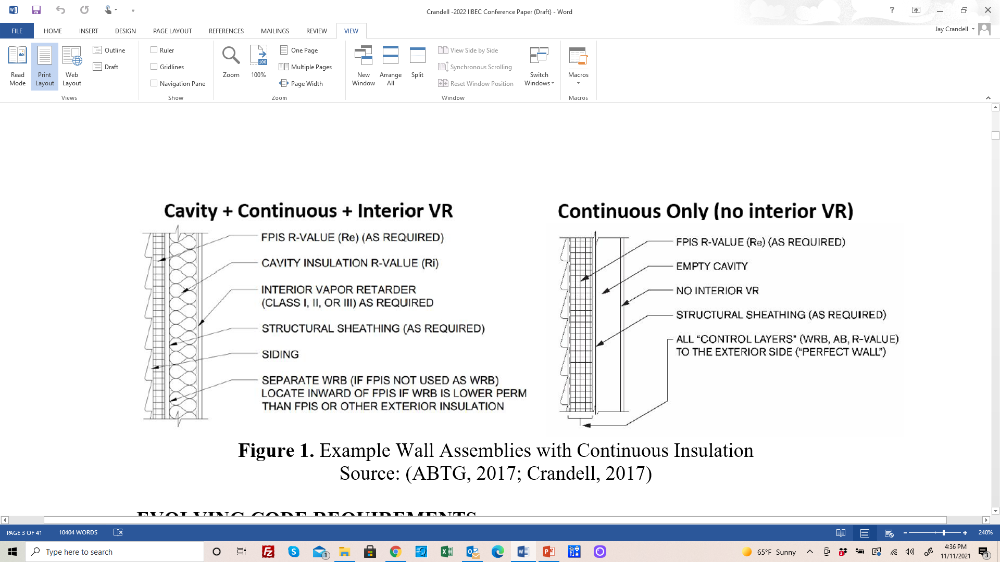 Crandell -2022 IIBEC Conference Paper (Draft) - Word
?
FILE
HOME
INSERT
DESIGN
PAGE LAYOUT
REFERENCES
MAILINGS
REVIEW
VIEW
Jay Crandell
Read Mode
Print Layout
Web Layout
Outline
Draft
Views
Ruler
Gridlines
Navigation Pane
Show
Zoom
100
100%
One Page
Multiple Pages
Page Width
Zoom
New Window
Arrange All
Split
View Side by Side
Synchronous Scrolling
Reset Window Position
Switch Windows
Window
Macros
Macros
Cavity + Continuous + Interior VR
FPIS R-VALUE (Re) (AS REQUIRED)
CAVITY INSULATION R-VALUE (Ri)
INTERIOR VAPOR RETARDER
(CLASS I, II, OR III) AS REQUIRED
STRUCTURAL SHEATHING (AS REQUIRED)
SIDING
SEPARATE WRB (IF FPIS NOT USED AS WRB)
LOCATE INWARD OF FPIS IF WRB IS LOWER PERM
THAN FPIS OR OTHER EXTERIOR INSULATION
Continuous Only (no interior VR)
FPIS R-VALUE (Re) (AS REQUIRED)
EMPTY CAVITY
NO INTERIOR VR
STRUCTURAL SHEATHING (AS REQUIRED)
ALL “CONTROL LAYERS” (WRB, AB, R-VALUE)
TO THE EXTERIOR SIDE (“PERFECT WALL”)
Figure 1. Example Wall Assemblies with Continuous Insulation
Source: (ABTG, 2017; Crandell, 2017)
EVOLVING CODE REQUIREMENTS
PAGE 3 OF 41
10404 WORDS
240%
Type here to search
1
65°F Sunny
2
4:36 PM
11/11/2021
3